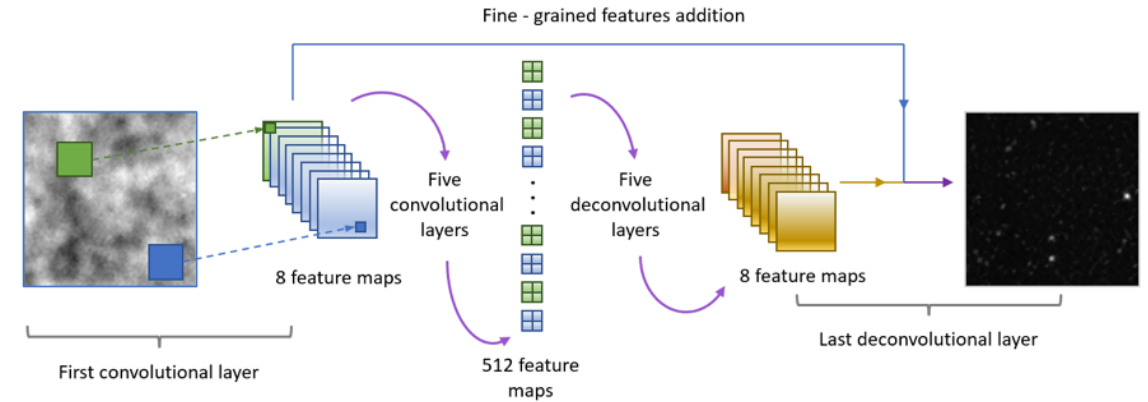 Fine - grained features addition
Five
convolutional
layers
Five
deconvolutional
layers
8 feature maps
8 feature maps
512 feature
maps
First convolutional layer
Last deconvolutional layer